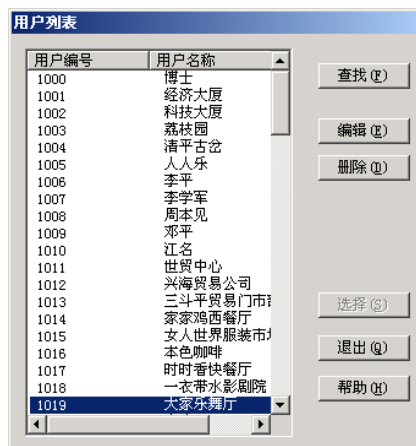 用户列表
用户编号 用户名称
1000 博士
1001 经济大厦
1002 科技大厦
1003 荔枝园
1004 清平古岔
1005 人人乐
1006 李平
1007 李学军
1008 周本见
1009 邓平
1010 江名
1011 世贸中心
1012 兴海贸易公司
1013 三斗平贸易门市
1014 家家鸡西餐厅
1015 女人世界服装市
1016 本色咖啡
1017 时时香快餐厅
1018 一衣带水影剧院
1019 大家乐舞厅
查找(F)
编辑(E)
删除(D)
选择(S)
退出(Q)
帮助(H)